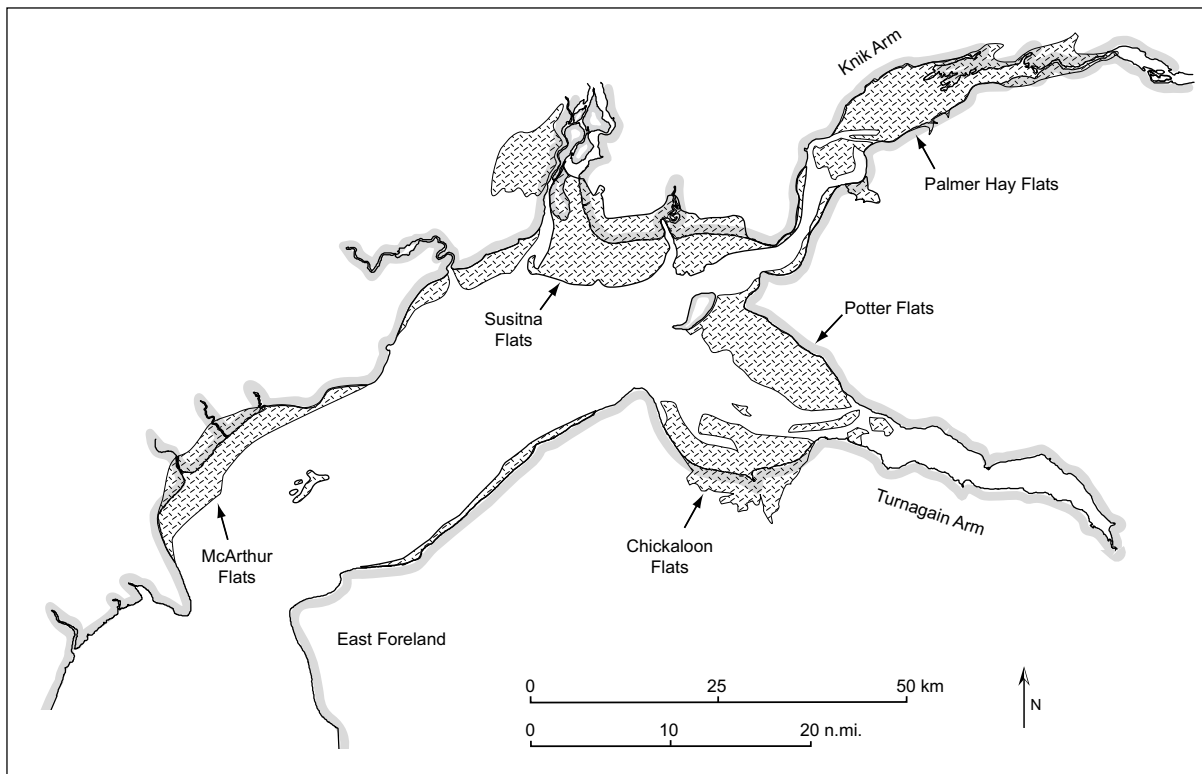 Knik Arm
Palmer Hay Flats
Susitna
Flats
Potter Flats
Turnagain Arm
McArthur
Flats
Chickaloon
Flats
East Foreland
0 25 50 km
0 10 20 n.mi.
N